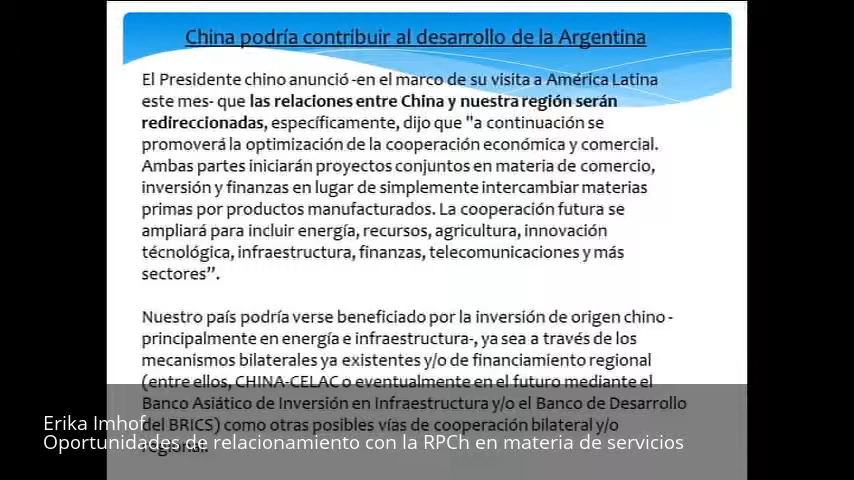 China podría contribuir al desarrollo de la Argentina
El Presidente chino anunció -en el marco de su visita a América Latina
este mes- que las relaciones entre China y nuestra región serán
redireccionadas, específicamente, dijo que "a continuación se
promoverá la optimización de la cooperación económica y comercial.
Ambas partes iniciarán proyectos conjuntos en materia de comercio,
inversión y finanzas en lugar de simplemente intercambiar materias
primas por productos manufacturados. La cooperación futura se
ampliará para incluir energía, recursos, agricultura, innovación
técnológica, infraestructura, finanzas, telecomunicaciones y más
sectores”.
Nuestro país podría verse beneficiado por la inversión de origen chino -
principalmente en energía e infraestructura-, ya sea a través de los
mecanismos bilaterales ya existentes y/o de financiamiento regional
(entre ellos, CHINA-CELAC o eventualmente en el futuro mediante el
Banco Asiático de Inversión en Infraestructura y/o el Banco de Desarrollo
del BRICS) como otras posibles vías de cooperación bilateral y/o
regional.
Erika Imhof
Oportunidades de relacionamiento con la RPCh en materia de servicios